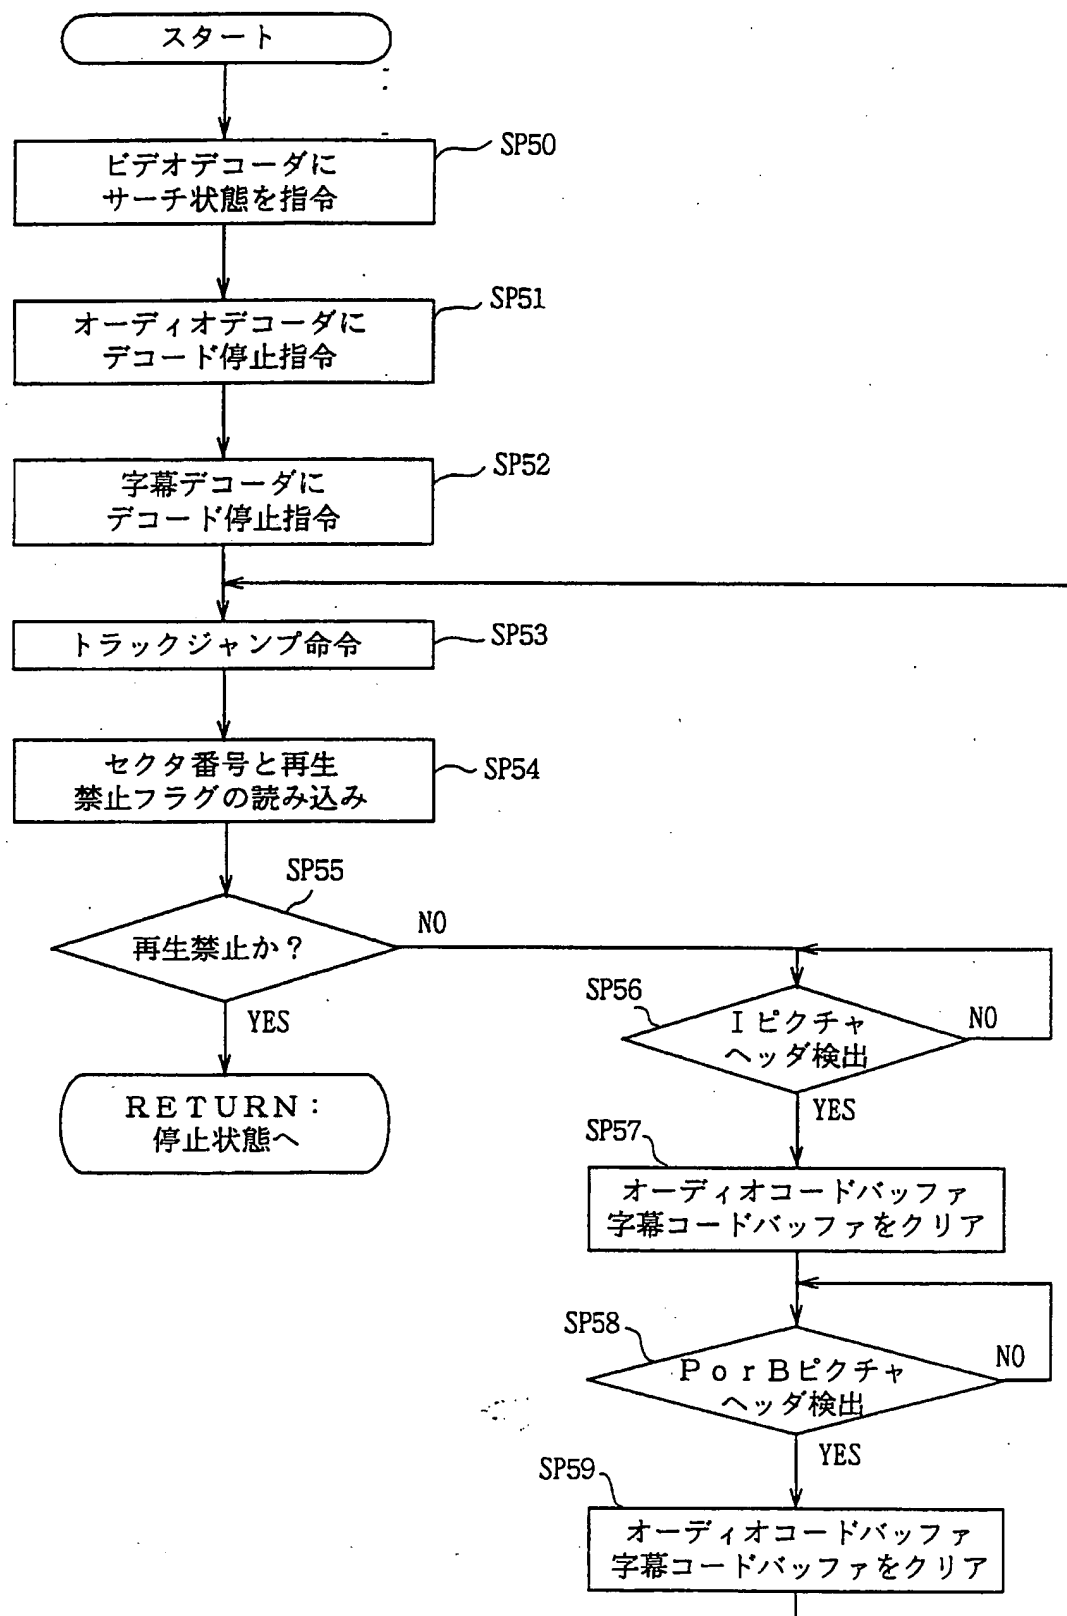 スタート
SP50
ビデオデコーダに
サーチ状態を指令
SP51
オーディオデコーダに
デコード停止指令
SP52
字幕デコーダに
デコード停止指令
SP53
トラックジャンプ命令
SP54
セクタ番号と再生
禁止フラグの読み込み
SP55
再生禁止か?
NO
YES
RETURN:
停止状態へ
SP56
Iピクチャ
ヘッダ検出
NO
YES
SP57
オーディオコードバッファ
字幕コードバッファをクリア
SP58
PorBピクチャ
ヘッダ検出
NO
YES
SP59
オーディオコードバッファ
字幕コードバッファをクリア